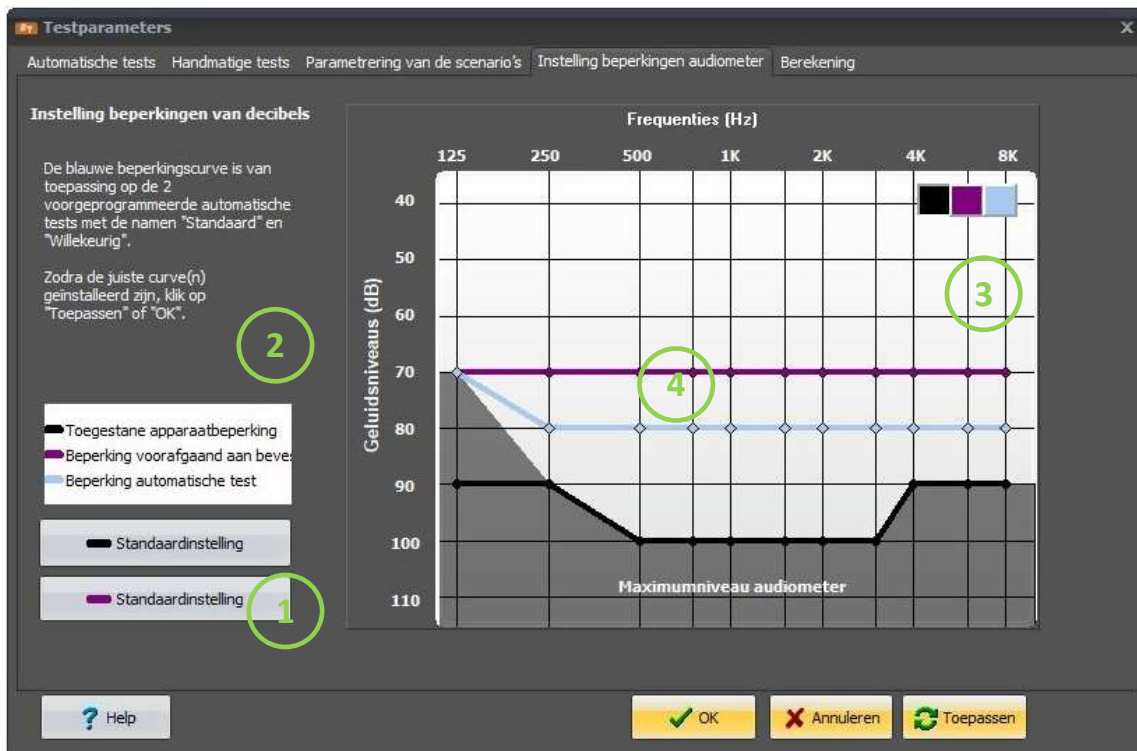 Testparameters
x
Automatische tests Handmatige tests Parametrering van de scenario's Instelling beperkingen audiometer Berekening
Instelling beperkingen van decibels
De blauwe beperkingscurve is van
toepassing op de 2
voorgeprogrammeerde automatische
tests met de namen "Standaard" en
"Willekeurig".
Zodra de juiste curve(n)
geïnstalleerd zijn, klik op
"Toepassen" of "OK".
2
Toegestane apparaatbeperking
Beperking voorafgaand aan beves
Beperking automatische test
Standaardinstelling
Standaardinstelling
1
Frequenties (Hz)
125 250 500 1K 2K 4K 8K
Geluidsniveaus (dB)
40
50
60
70
80
90
100
110
3
4
Maximumniveau audiometer
? Help
OK
Annuleren
Toepassen